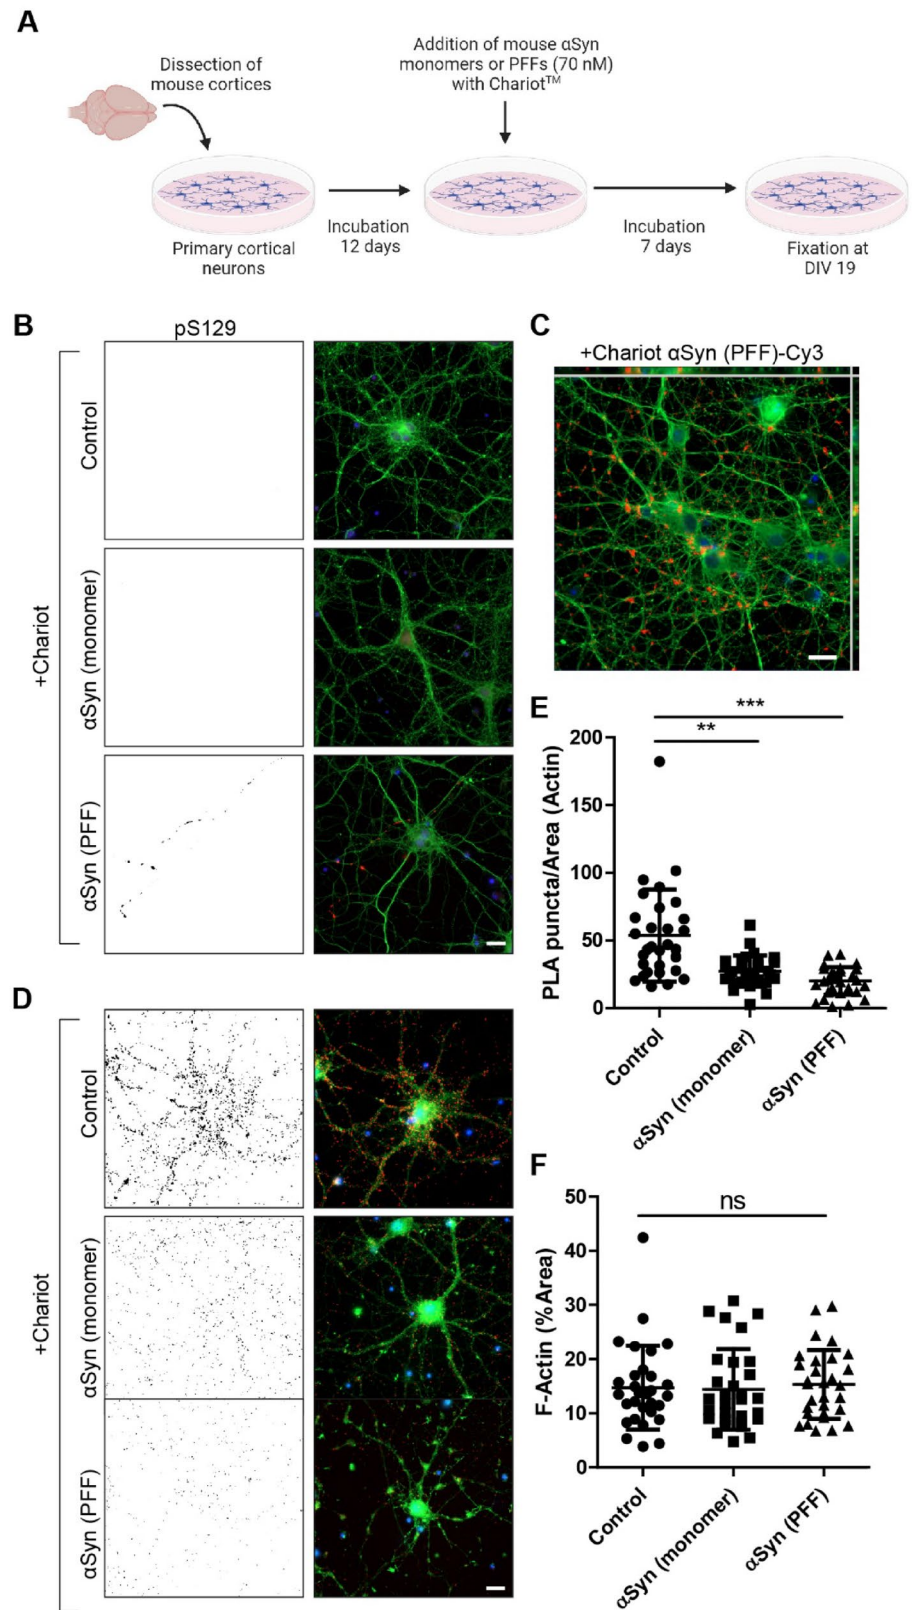 A
Dissection of
mouse cortices
Addition of mouse αSyn
monomers or PFFs (70 nM)
with Chariot™
Primary cortical
neurons
Incubation
12 days
Incubation
7 days
Fixation at
DIV 19
B
pS129
+Chariot
Control
αSyn (monomer)
αSyn (PFF)
C
+Chariot αSyn (PFF)-Cy3
D
+Chariot
Control
αSyn (monomer)
αSyn (PFF)
E
***
**
PLA puncta/Area (Actin)
200
150
100
50
0
Control
αSyn (monomer)
αSyn (PFF)
F
ns
F-Actin (%Area)
50
40
30
20
10
0
Control
αSyn (monomer)
αSyn (PFF)